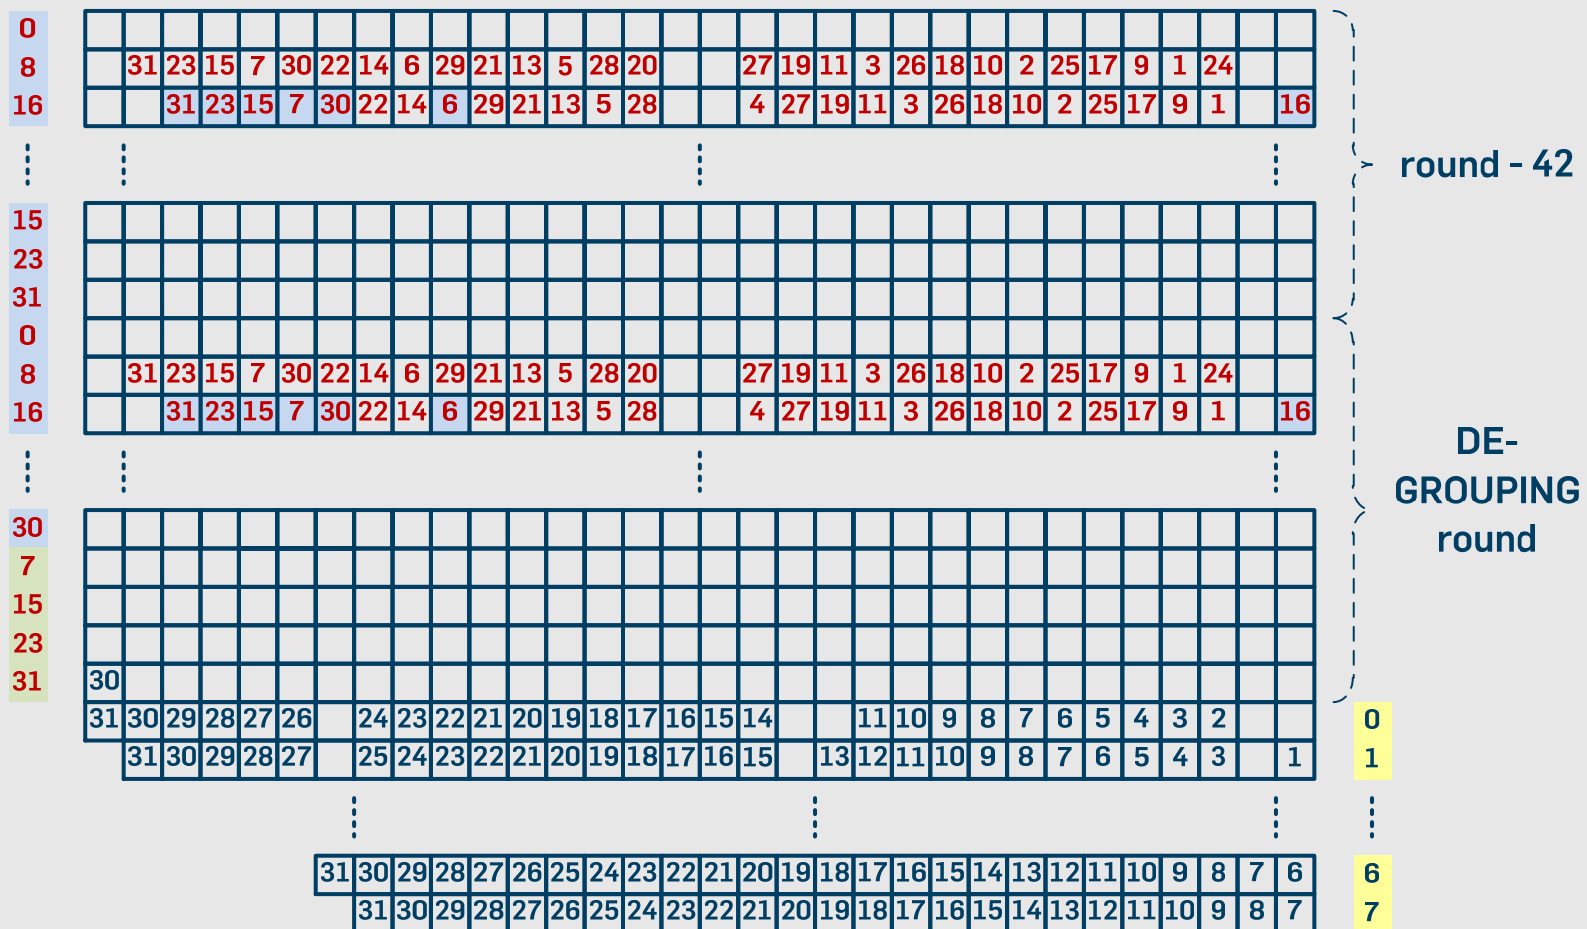 0
8 31 23 15 7 30 22 14 6 29 21 13 5 28 20 27 19 11 3 26 18 10 2 25 17 9 1 24
16 31 23 15 7 30 22 14 6 29 21 13 5 28 4 27 19 11 3 26 18 10 2 25 17 9 1 16
round - 42
15
23
31
0
8 31 23 15 7 30 22 14 6 29 21 13 5 28 20 27 19 11 3 26 18 10 2 25 17 9 1 24
16 31 23 15 7 30 22 14 6 29 21 13 5 28 4 27 19 11 3 26 18 10 2 25 17 9 1 16
DE-
GROUPING
round
30
7
15
23
31 30
31 30 29 28 27 26 24 23 22 21 20 19 18 17 16 15 14 11 10 9 8 7 6 5 4 3 2 0
31 30 29 28 27 25 24 23 22 21 20 19 18 17 16 15 13 12 11 10 9 8 7 6 5 4 3 1 1
31 30 29 28 27 26 25 24 23 22 21 20 19 18 17 16 15 14 13 12 11 10 9 8 7 6 6
31 30 29 28 27 26 25 24 23 22 21 20 19 18 17 16 15 14 13 12 11 10 9 8 7 7